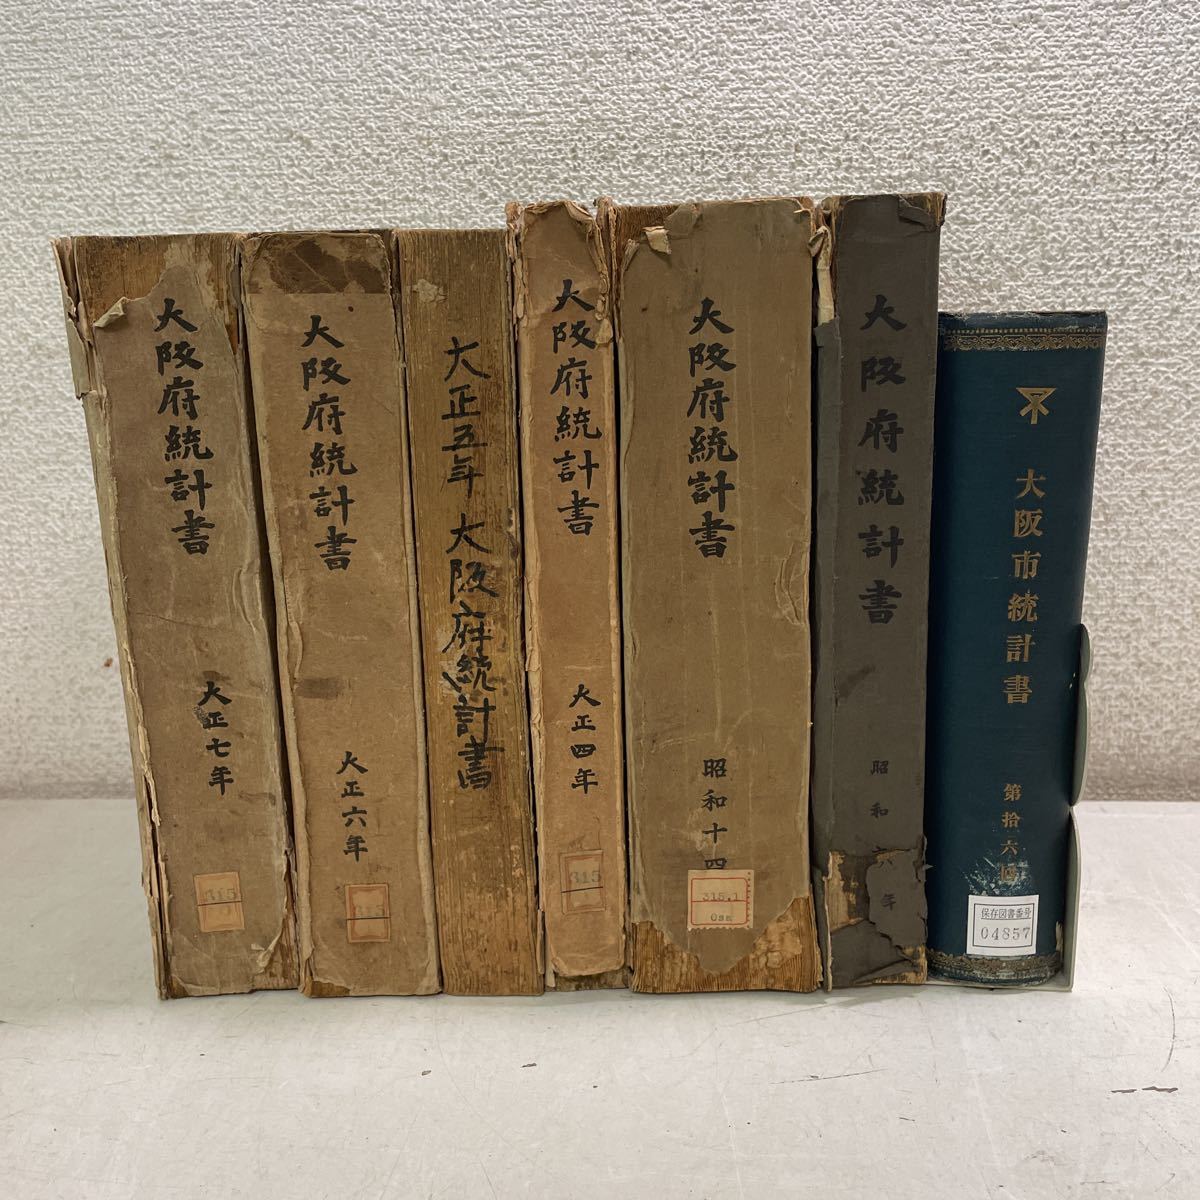 大阪府統計書
大正七年
315
大阪府統計書
大正六年
大正五年 大阪府統計書
大阪府統計書
大正四年
315
大阪府統計書
昭和十四
315.1
Osa
大阪府統計書
昭和六年
大阪市統計書
第拾六回
保存図書番号
04857